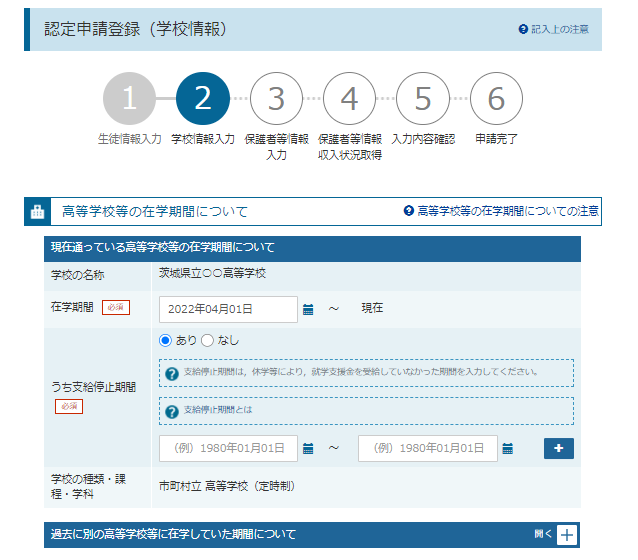 認定申請登録（学校情報）
記入上の注意
1 2 3 4 5 6
生徒情報入力 学校情報入力 保護者等情報 保護者等情報 入力内容確認 申請完了
入力 収入状況取得
高等学校等の在学期間について
高等学校等の在学期間についての注意
現在通っている高等学校等の在学期間について
学校の名称 茨城県立〇〇高等学校
在学期間 必須 2022年04月01日 ～ 現在
あり なし
支給停止期間は，休学等により，就学支援金を受給していなかった期間を入力してください。
うち支給停止期間
必須
支給停止期間とは
（例）1980年01月01日 ～ （例）1980年01月01日
学校の種類・課
程・学科
市町村立 高等学校（定時制）
過去に別の高等学校等に在学していた期間について
開く